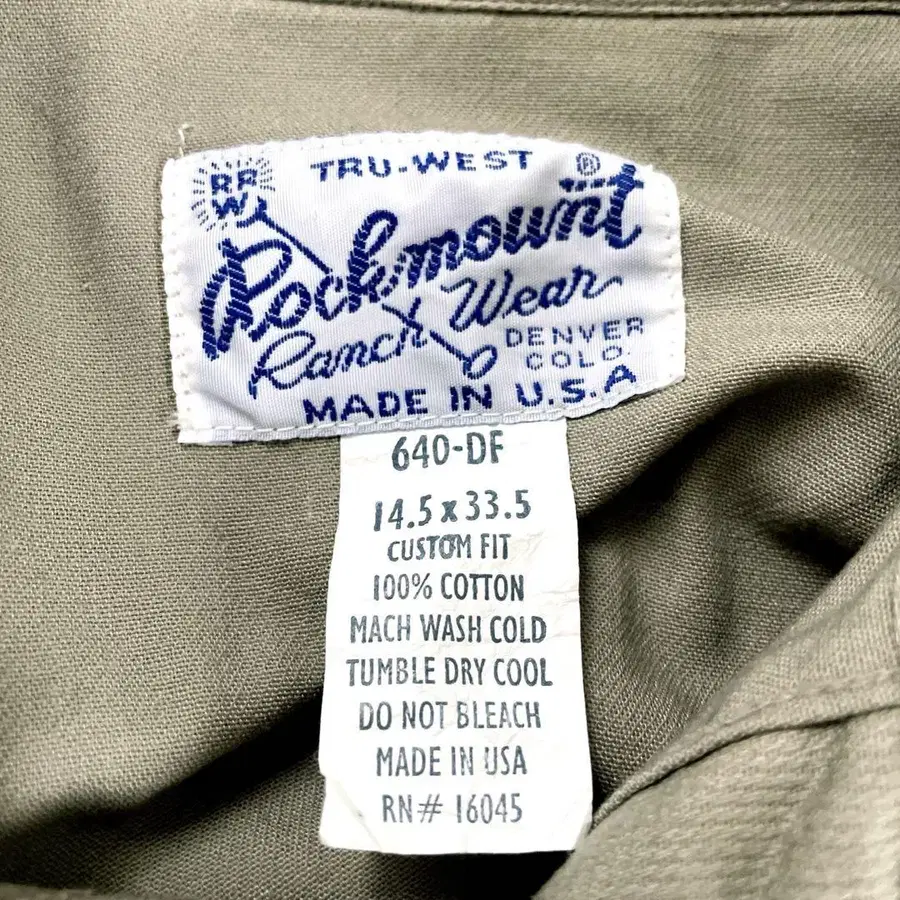 RR
W
TRU-WEST ®
Rockmount
Ranch Wear
DENVER
COLO.
MADE IN U.S.A
640-DF
14.5 x 33.5
CUSTOM FIT
100% COTTON
MACH WASH COLD
TUMBLE DRY COOL
DO NOT BLEACH
MADE IN USA
RN# 16045